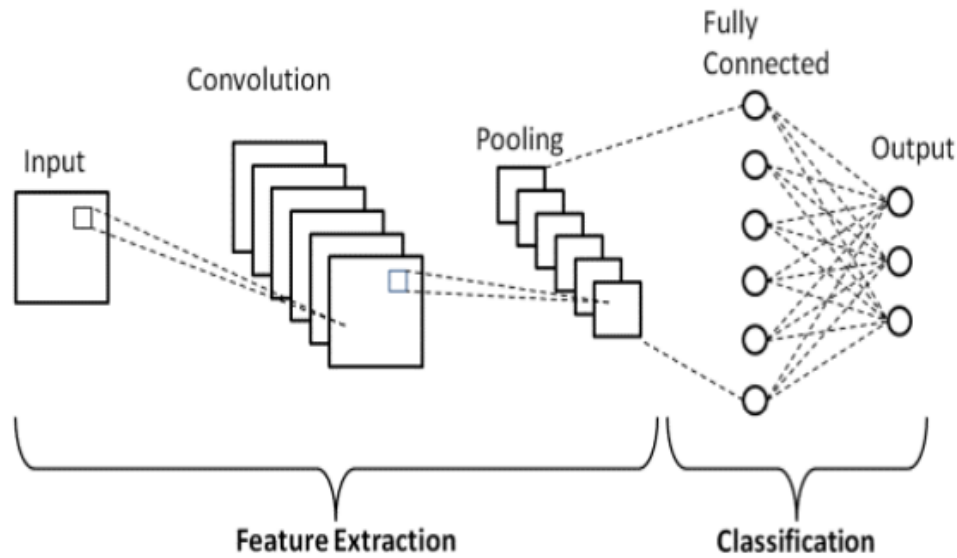 Input
Convolution
Pooling
Fully
Connected
Output
Feature Extraction
Classification